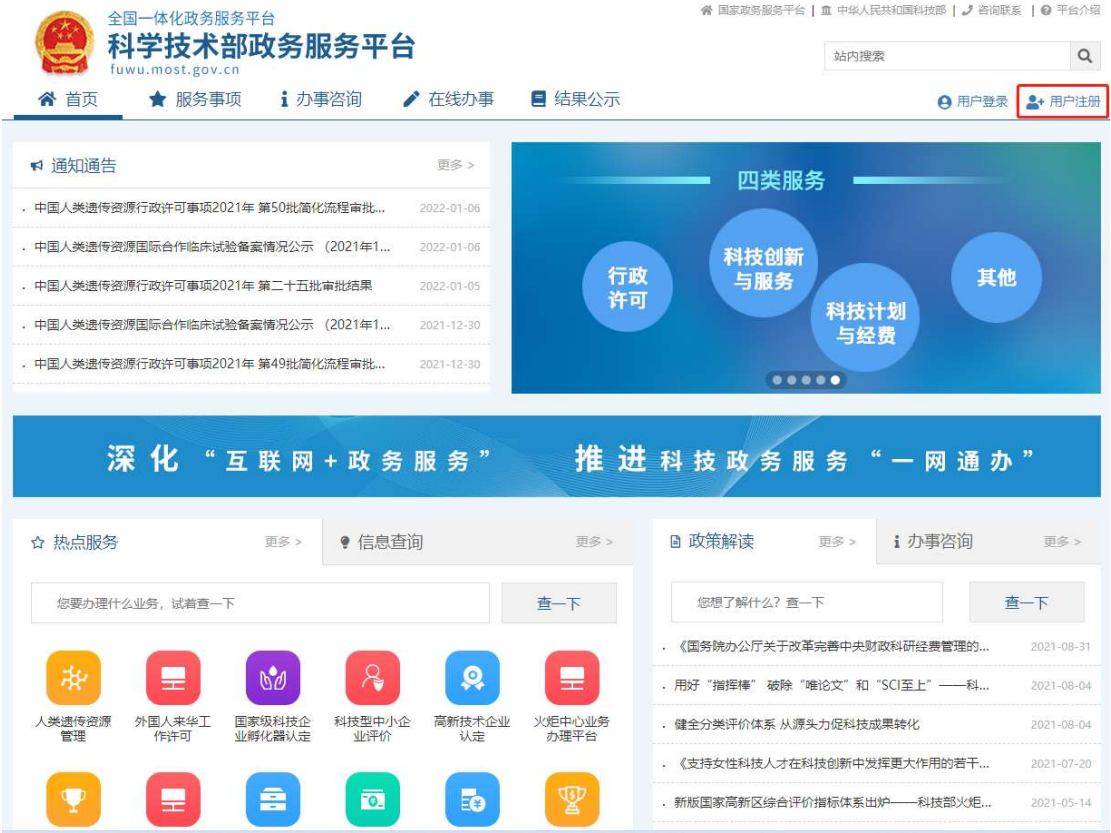 国家政务服务平台 | 中华人民共和国科技部 | 咨询联系 | 平台介绍
全国一体化政务服务平台
科学技术部政务服务平台
fuwu.most.gov.cn
站内搜索
首页 服务事项 办事咨询 在线办事 结果公示 用户登录 用户注册
通知通告 更多 >
· 中国人类遗传资源行政许可事项2021年 第50批简化流程审批... 2022-01-06
· 中国人类遗传资源国际合作临床试验备案情况公示 （2021年1... 2022-01-06
· 中国人类遗传资源行政许可事项2021年 第二十五批审批结果 2022-01-05
· 中国人类遗传资源国际合作临床试验备案情况公示 （2021年1... 2021-12-30
· 中国人类遗传资源行政许可事项2021年 第49批简化流程审批... 2021-12-30
四类服务
行政
许可
科技创新
与服务
科技计划
与经费
其他
深化“互联网+政务服务” 推进科技政务服务“一网通办”
热点服务 更多 >
信息查询 更多 >
您要办理什么业务，试着查一下 查一下
人类遗传资源
管理
外国人来华工
作许可
国家级科技企
业孵化器认定
科技型中小企
业评价
高新技术企业
认定
火炬中心业务
办理平台
政策解读 更多 >
办事咨询 更多 >
您想了解什么？查一下 查一下
· 《国务院办公厅关于改革完善中央财政科研经费管理的... 2021-08-31
· 用好“指挥棒” 破除“唯论文”和“SCI至上”——科... 2021-08-04
· 健全分类评价体系 从源头力促科技成果转化 2021-08-04
· 《支持女性科技人才在科技创新中发挥更大作用的若干... 2021-07-20
· 新版国家高新区综合评价指标体系出炉——科技部火炬... 2021-05-14